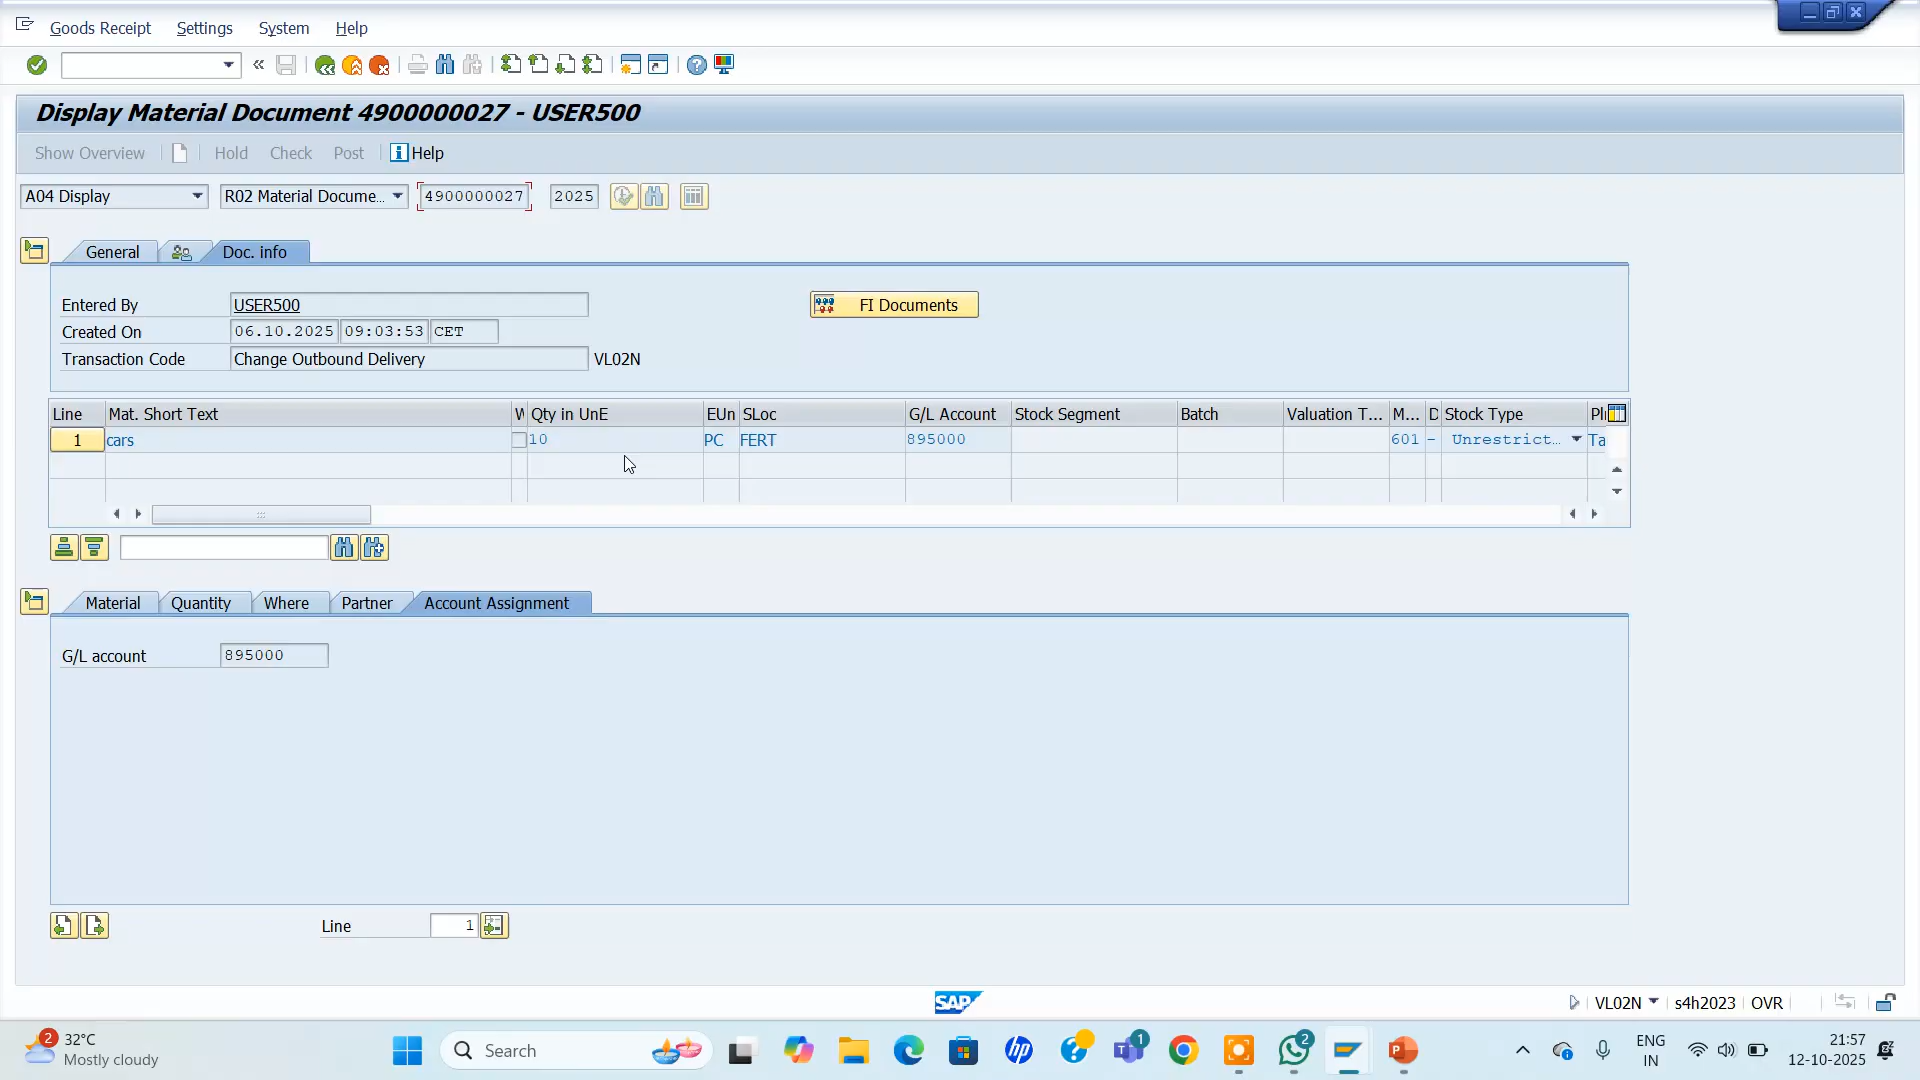 Goods Receipt Settings System Help
Display Material Document 4900000027 - USER500
Show Overview Hold Check Post Help
A04 Display R02 Material Docume... 4900000027 2025
General Doc. info
Entered By USER500 FI Documents
Created On 06.10.2025 09:03:53 CET
Transaction Code Change Outbound Delivery VL02N
Line Mat. Short Text Qty in UnE EUn SLoc G/L Account Stock Segment Batch Valuation T... M... D Stock Type
1 cars 10 PC FERT 895000 601 - Unrestrict... Ta
Material Quantity Where Partner Account Assignment
G/L account 895000
Line 1
SAP
VL02N s4h2023 OVR
2 32°C
Mostly cloudy
Search
1
2
ENG
IN
21:57
12-10-2025